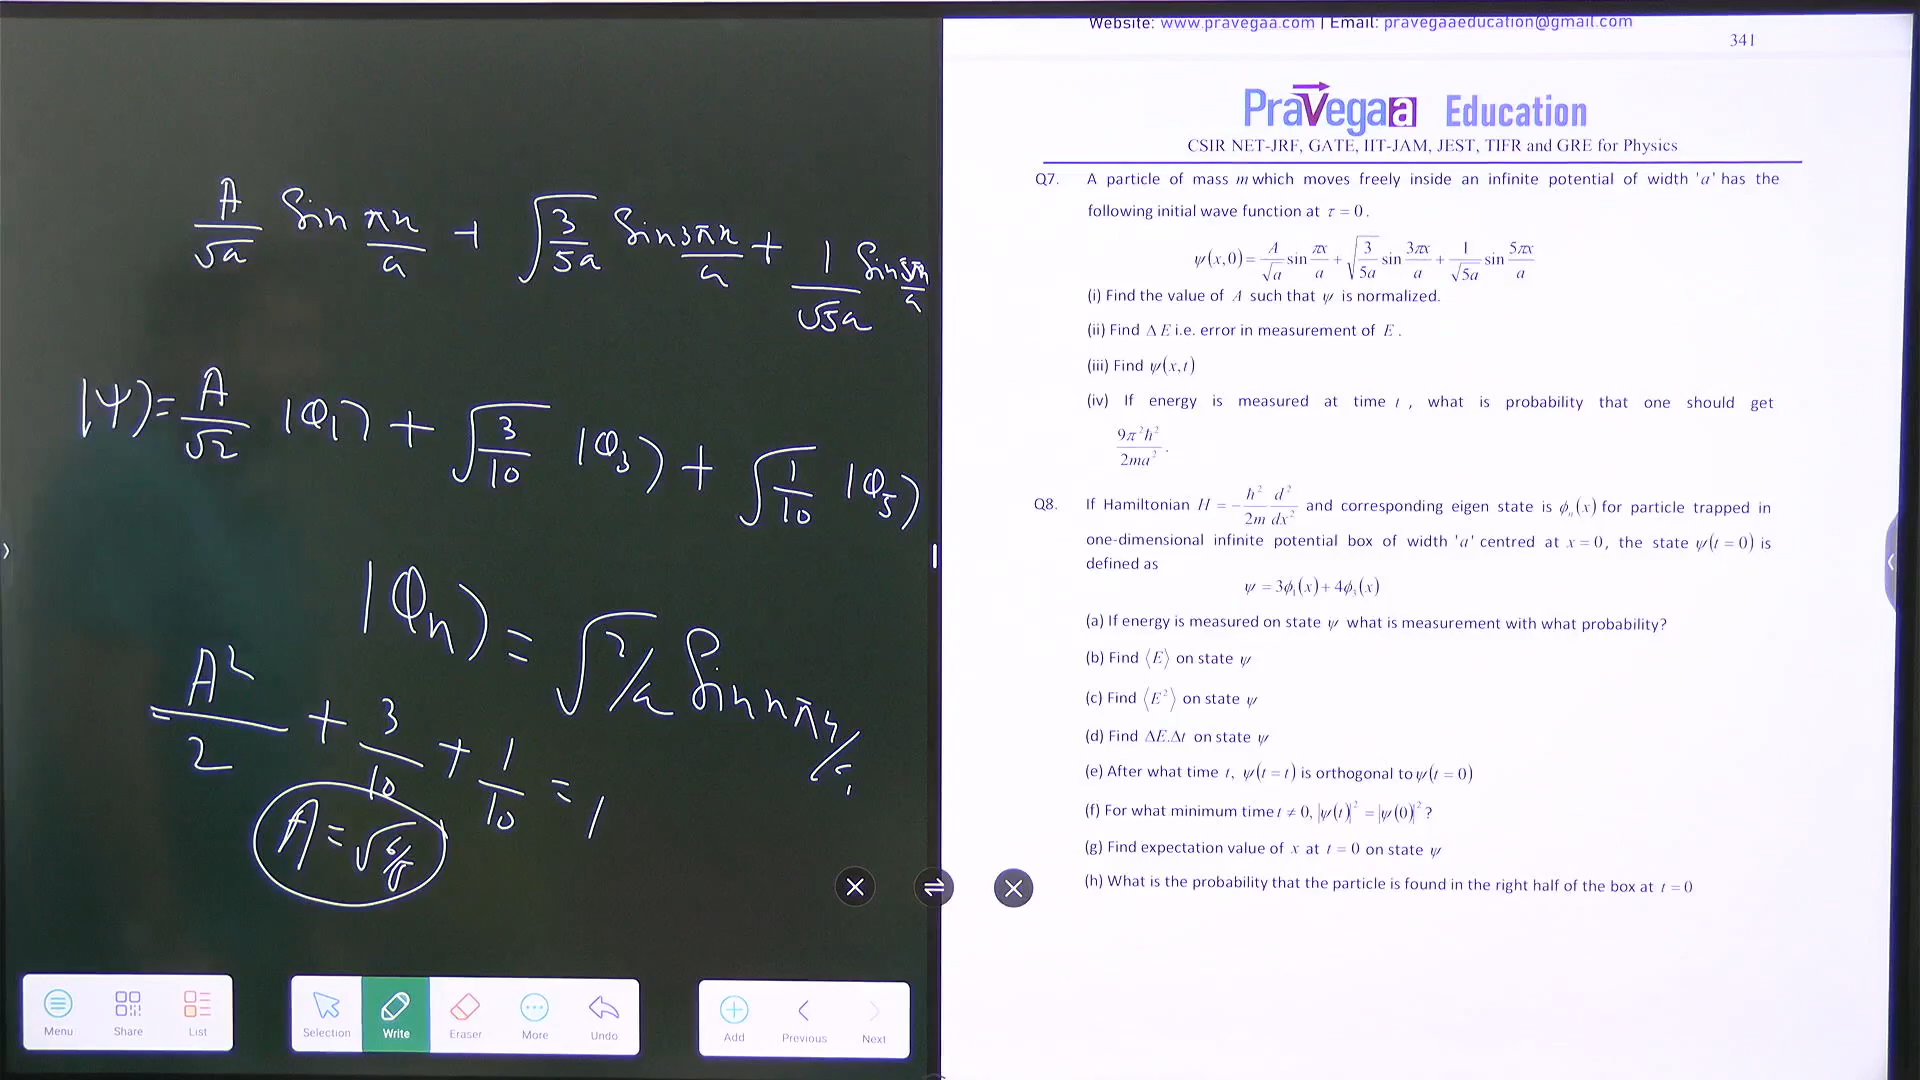 A/√a Sin πx/a + √(3/5a) Sin 3πx/a + 1/√5a Sin 5πx/a
|Ψ⟩ = A/√2 |Φ₁⟩ + √(3/10) |Φ₃⟩ + √(1/10) |Φ₅⟩
|Φn⟩ = √(2/a) Sin nπx/a
A²/2 + 3/10 + 1/10 = 1
A = √(6/5)
Menu
Share
List
Selection
Write
Eraser
More
Undo
Add
Previous
Next
Website: www.pravegaa.com | Email: pravegaaeducation@gmail.com
341
Pravegaa Education
CSIR NET-JRF, GATE, IIT-JAM, JEST, TIFR and GRE for Physics
Q7. A particle of mass m which moves freely inside an infinite potential of width 'a' has the
following initial wave function at τ = 0.
ψ(x,0) = A/√a sin πx/a + √(3/5a) sin 3πx/a + 1/√5a sin 5πx/a
(i) Find the value of A such that ψ is normalized.
(ii) Find Δ E i.e. error in measurement of E.
(iii) Find ψ(x,t)
(iv) If energy is measured at time t, what is probability that one should get
9π²ħ²/2ma².
Q8. If Hamiltonian H = -ħ²/2m d²/dx² and corresponding eigen state is ϕₙ(x) for particle trapped in
one-dimensional infinite potential box of width 'a' centred at x = 0, the state ψ(t = 0) is
defined as
ψ = 3ϕ₁(x) + 4ϕ₃(x)
(a) If energy is measured on state ψ what is measurement with what probability?
(b) Find ⟨E⟩ on state ψ
(c) Find ⟨E²⟩ on state ψ
(d) Find ΔE.Δt on state ψ
(e) After what time t, ψ(t = t) is orthogonal to ψ(t = 0)
(f) For what minimum time t ≠ 0, |ψ(t)|² = |ψ(0)|² ?
(g) Find expectation value of x at t = 0 on state ψ
(h) What is the probability that the particle is found in the right half of the box at t = 0